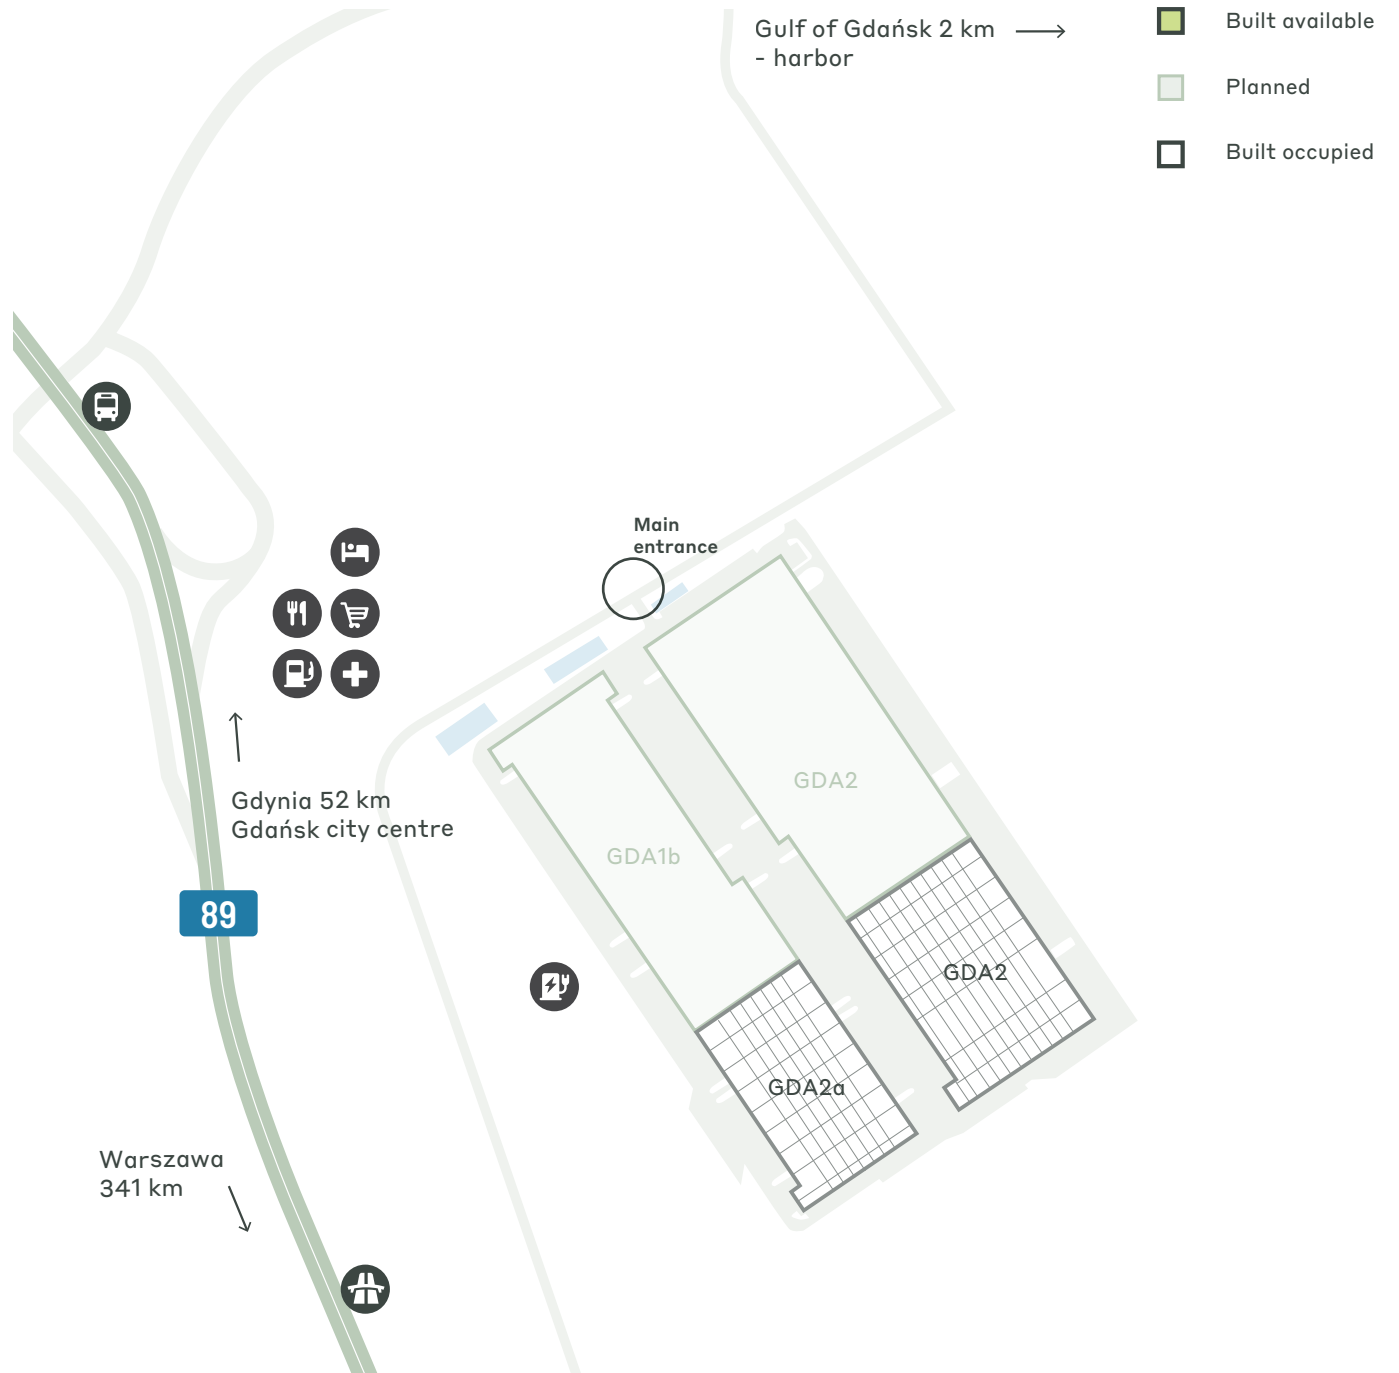 Gulf of Gdańsk 2 km
- harbor
Built available
Planned
Built occupied
Main
entrance
GDA2
Gdynia 52 km
Gdańsk city centre
GDA1b
89
GDA2
GDA2a
Warszawa
341 km